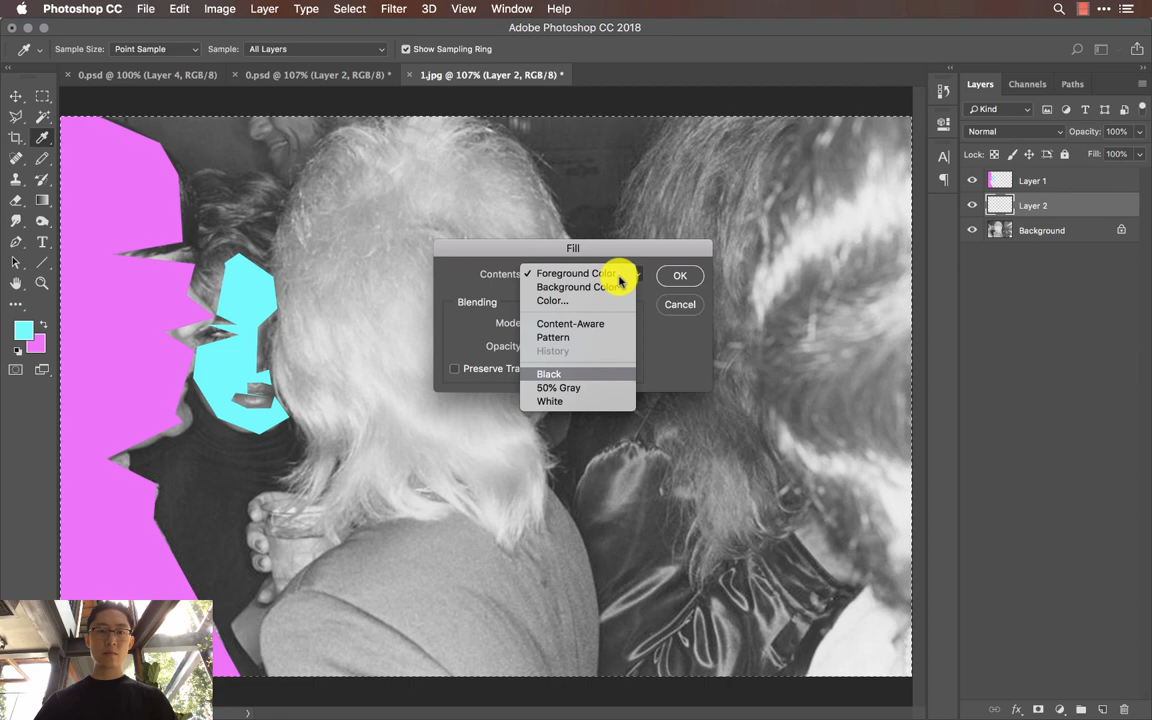 Photoshop CC File Edit Image Layer Type Select Filter 3D View Window Help
Adobe Photoshop CC 2018
Sample Size: Point Sample Sample: All Layers Show Sampling Ring
0.psd @ 100% (Layer 4, RGB/8) 0.psd @ 107% (Layer 2, RGB/8) * 1.jpg @ 107% (Layer 2, RGB/8) *
Layers Channels Paths
Kind
Normal Opacity: 100%
Lock: Fill: 100%
Layer 1
Layer 2
Background
Fill
Contents
Foreground Color
Background Color
Color...
Content-Aware
Pattern
History
Black
50% Gray
White
OK
Cancel
Blending
Mode
Opacity
Preserve Tra